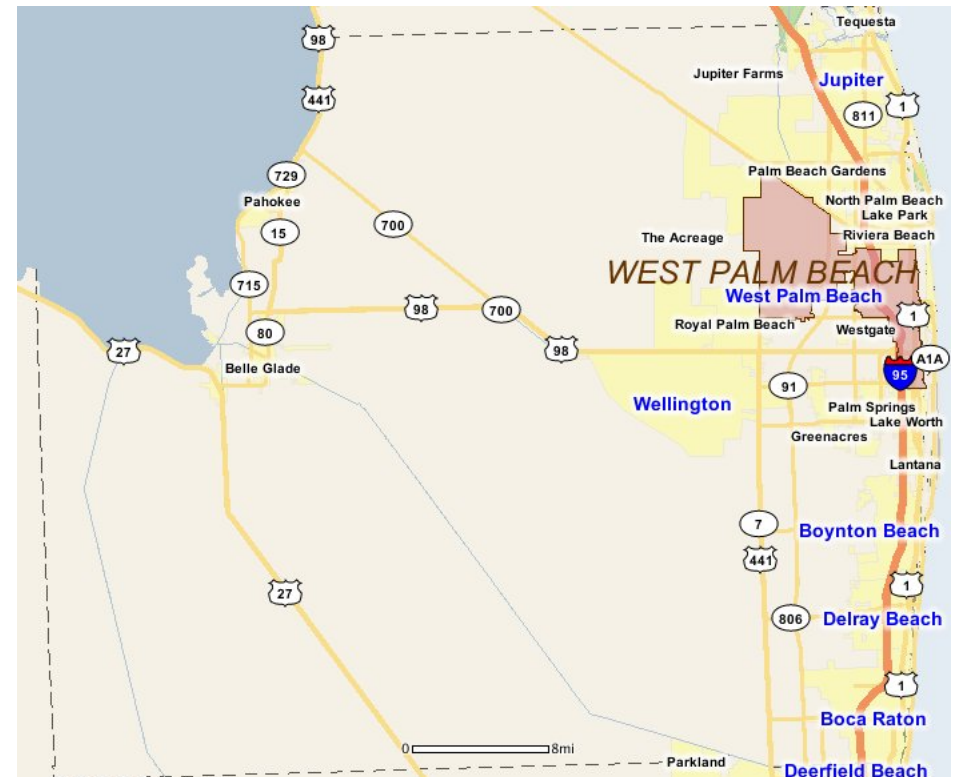 Tequesta
98
Jupiter Farms
Jupiter
441
1
811
729
Palm Beach Gardens
Pahokee
North Palm Beach
Lake Park
700
15
The Acreage
Riviera Beach
WEST PALM BEACH
715
West Palm Beach
98
700
1
Royal Palm Beach
Westgate
80
27
98
A1A
Belle Glade
95
91
Wellington
Palm Springs
Lake Worth
Greenacres
Lantana
7
Boynton Beach
441
1
27
806
Delray Beach
1
Boca Raton
0 8mi
Parkland
Deerfield Beach